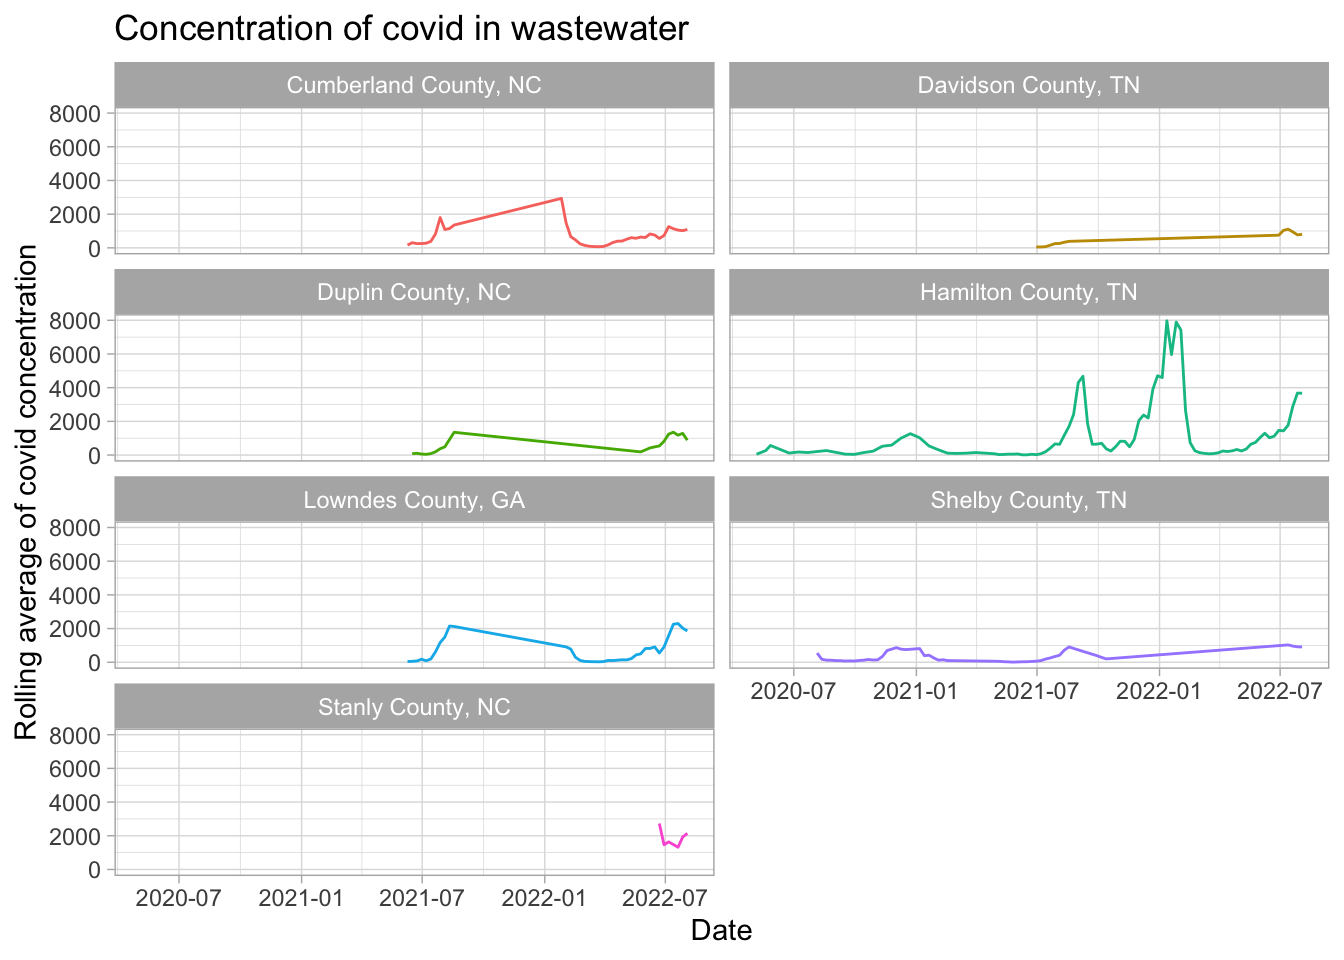 Concentration of covid in wastewater
Cumberland County, NC
Davidson County, TN
8000
6000
4000
2000
0
Duplin County, NC
Hamilton County, TN
8000
6000
4000
2000
0
Lowndes County, GA
Shelby County, TN
8000
6000
4000
2000
0
2020-07 2021-01 2021-07 2022-01 2022-07
Stanly County, NC
8000
6000
4000
2000
0
2020-07 2021-01 2021-07 2022-01 2022-07
Date
Rolling average of covid concentration